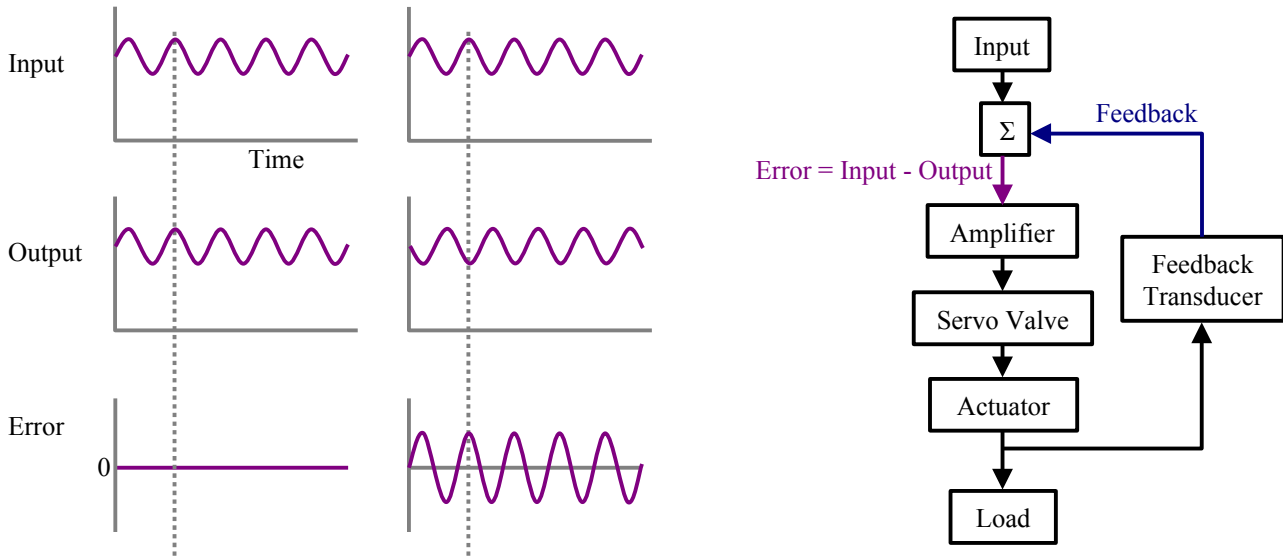 Input
Time
Output
Error
0
Input
Σ
Feedback
Error = Input - Output
Amplifier
Feedback
Transducer
Servo Valve
Actuator
Load